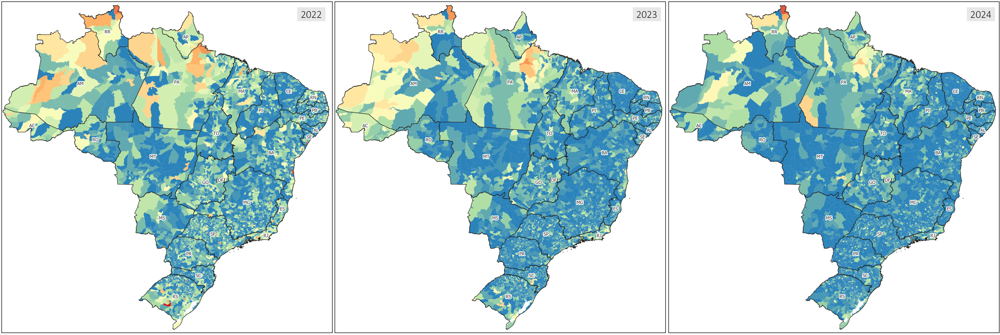 2022
RR
AP
AM
PA
MA
CE
RN
PB
PI
PE
AC
AL
TO
SE
RO
BA
MT
DF
GO
MG
ES
MS
SP
RJ
PR
SC
RS
2023
RR
AP
AM
PA
MA
CE
RN
PB
PI
PE
AC
AL
TO
SE
RO
BA
MT
DF
GO
MG
ES
MS
SP
RJ
PR
SC
RS
2024
RR
AP
AM
PA
MA
CE
RN
PB
PI
PE
AC
AL
TO
SE
RO
BA
MT
DF
GO
MG
ES
MS
SP
RJ
PR
SC
RS